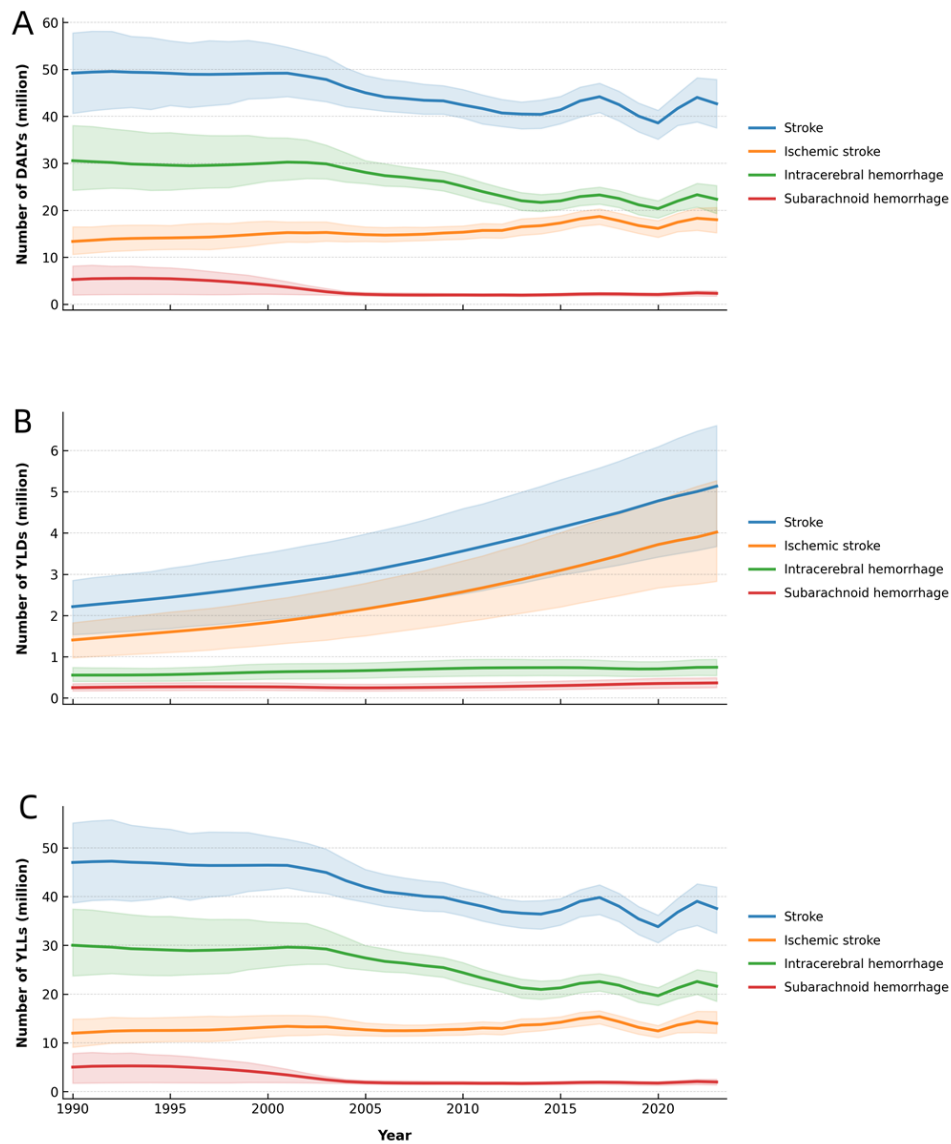 A
Number of DALYs (million)
60
50
40
30
20
10
0
Stroke
Ischemic stroke
Intracerebral hemorrhage
Subarachnoid hemorrhage
B
Number of YLDs (million)
6
5
4
3
2
1
0
Stroke
Ischemic stroke
Intracerebral hemorrhage
Subarachnoid hemorrhage
C
Number of YLLs (million)
50
40
30
20
10
0
Stroke
Ischemic stroke
Intracerebral hemorrhage
Subarachnoid hemorrhage
1990 1995 2000 2005 2010 2015 2020
Year